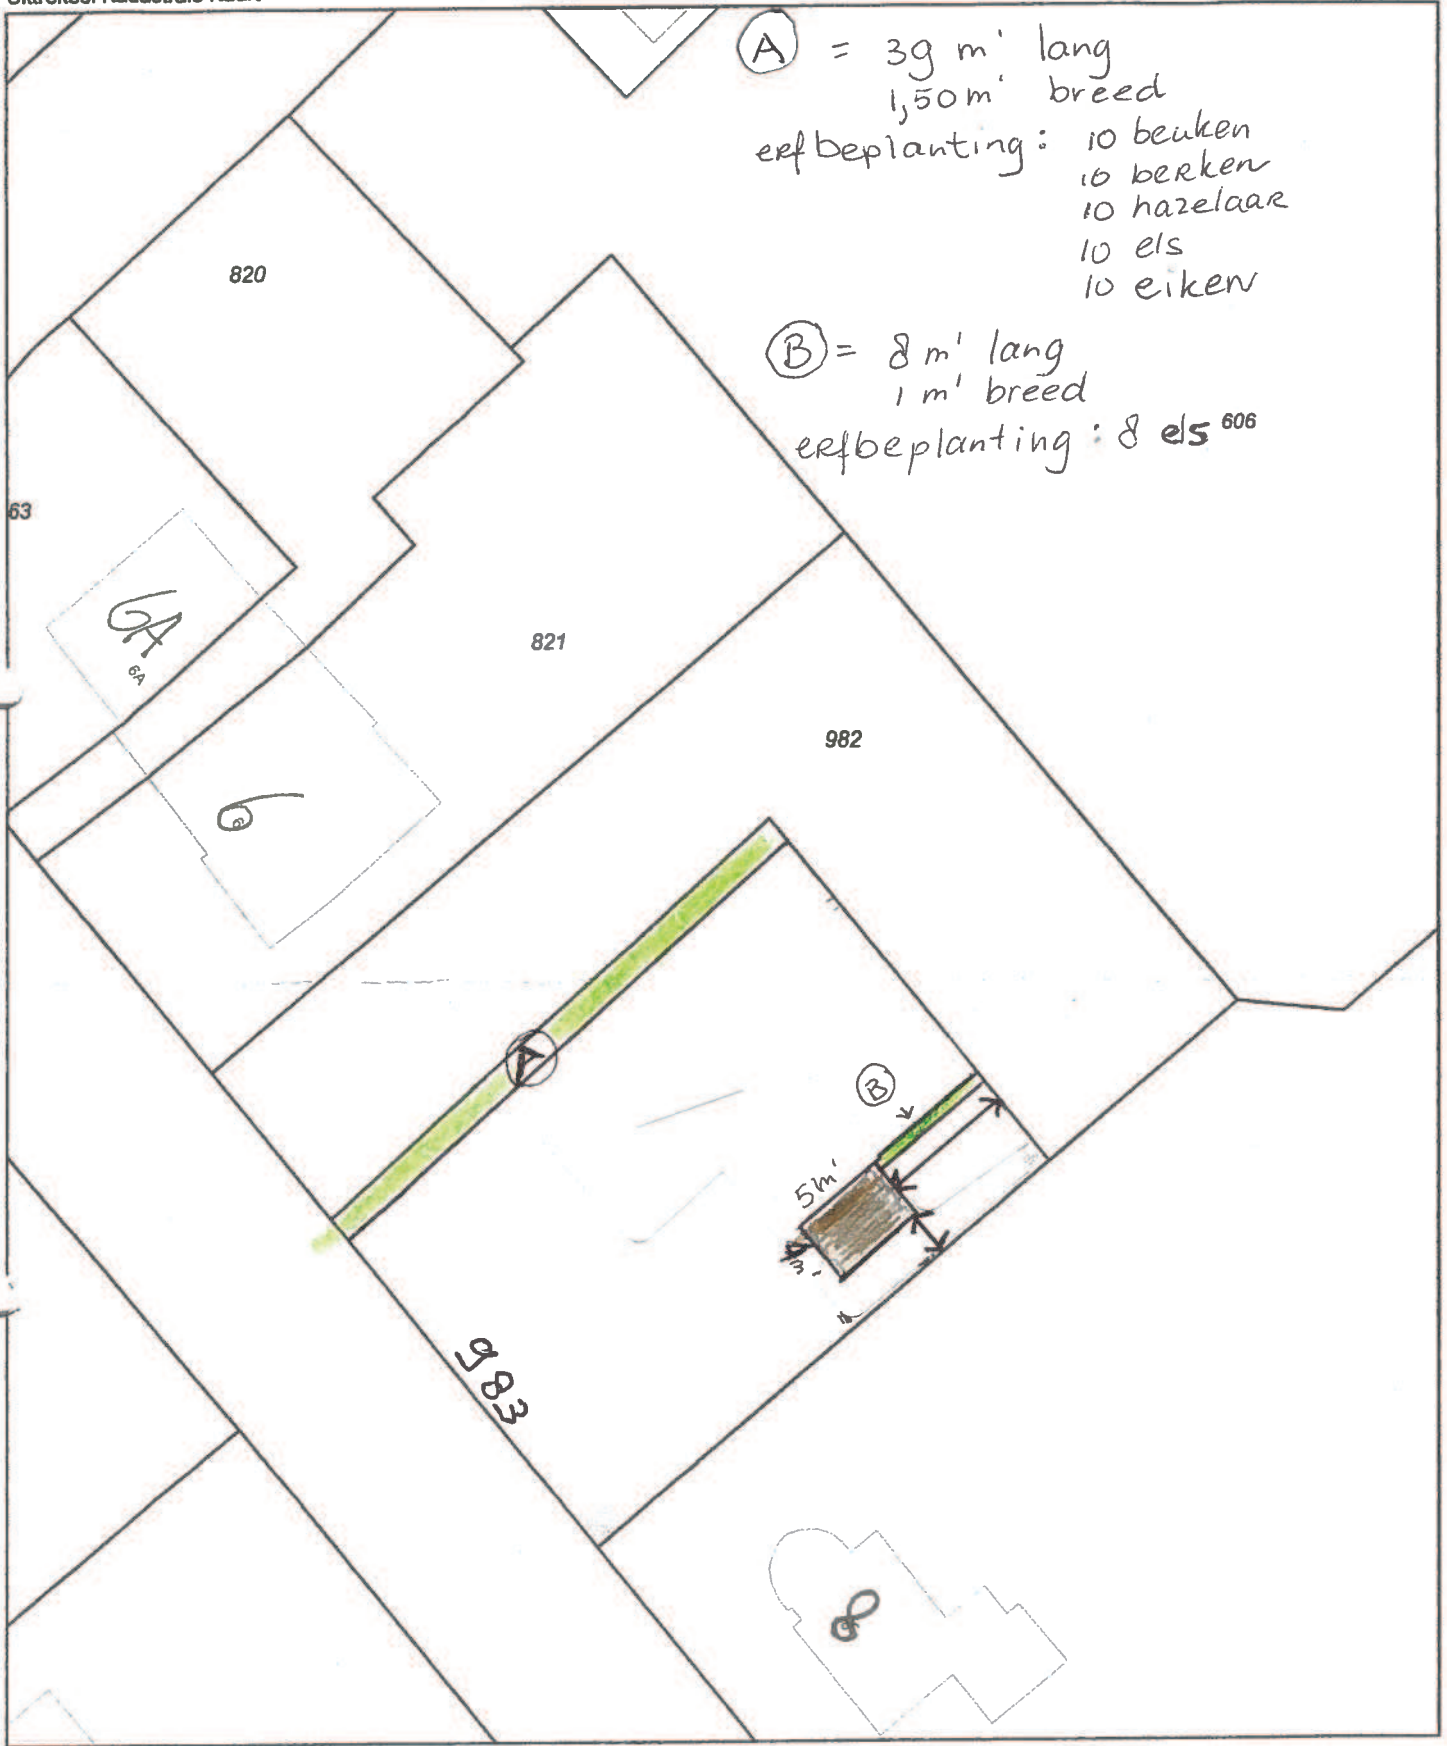 A = 39 m' lang
1,50 m' breed
erfbeplanting : 10 beuken
10 berken
10 hazelaar
10 els
10 eiken
820
B = 8 m' lang
1 m' breed
erfbeplanting : 8 els 606
63
6A
6A
821
982
6
6
A
B
5m'
983
8